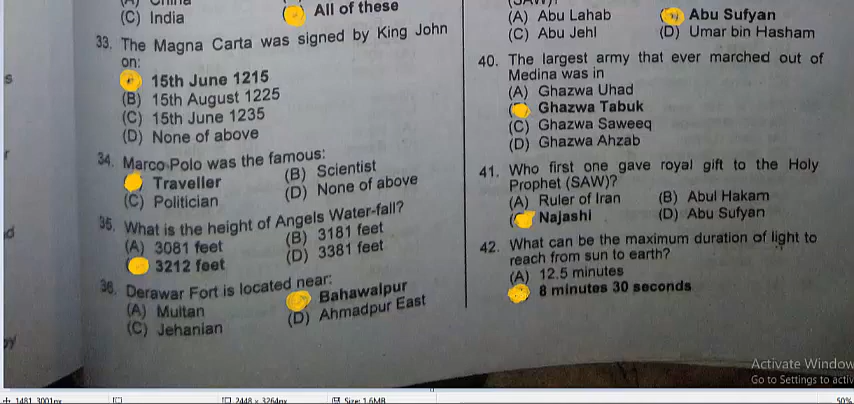 (C) India
All of these
33. The Magna Carta was signed by King John
on:
15th June 1215
(B) 15th August 1225
(C) 15th June 1235
(D) None of above
34. Marco Polo was the famous:
Traveller (B) Scientist
(C) Politician (D) None of above
35. What is the height of Angels Water-fall?
(A) 3081 feet (B) 3181 feet
3212 feet (D) 3381 feet
36. Derawar Fort is located near:
(A) Multan Bahawalpur
(C) Jehanian (D) Ahmadpur East
(A) Abu Lahab Abu Sufyan
(C) Abu Jehl (D) Umar bin Hasham
40. The largest army that ever marched out of
Medina was in
(A) Ghazwa Uhad
Ghazwa Tabuk
(C) Ghazwa Saweeq
(D) Ghazwa Ahzab
41. Who first one gave royal gift to the Holy
Prophet (SAW)?
(A) Ruler of Iran (B) Abul Hakam
Najashi (D) Abu Sufyan
42. What can be the maximum duration of light to
reach from sun to earth?
(A) 12.5 minutes
8 minutes 30 seconds
Activate Window
Go to Settings to activ
1481, 3001px 2448 × 3264px Size: 1.6MB 50%